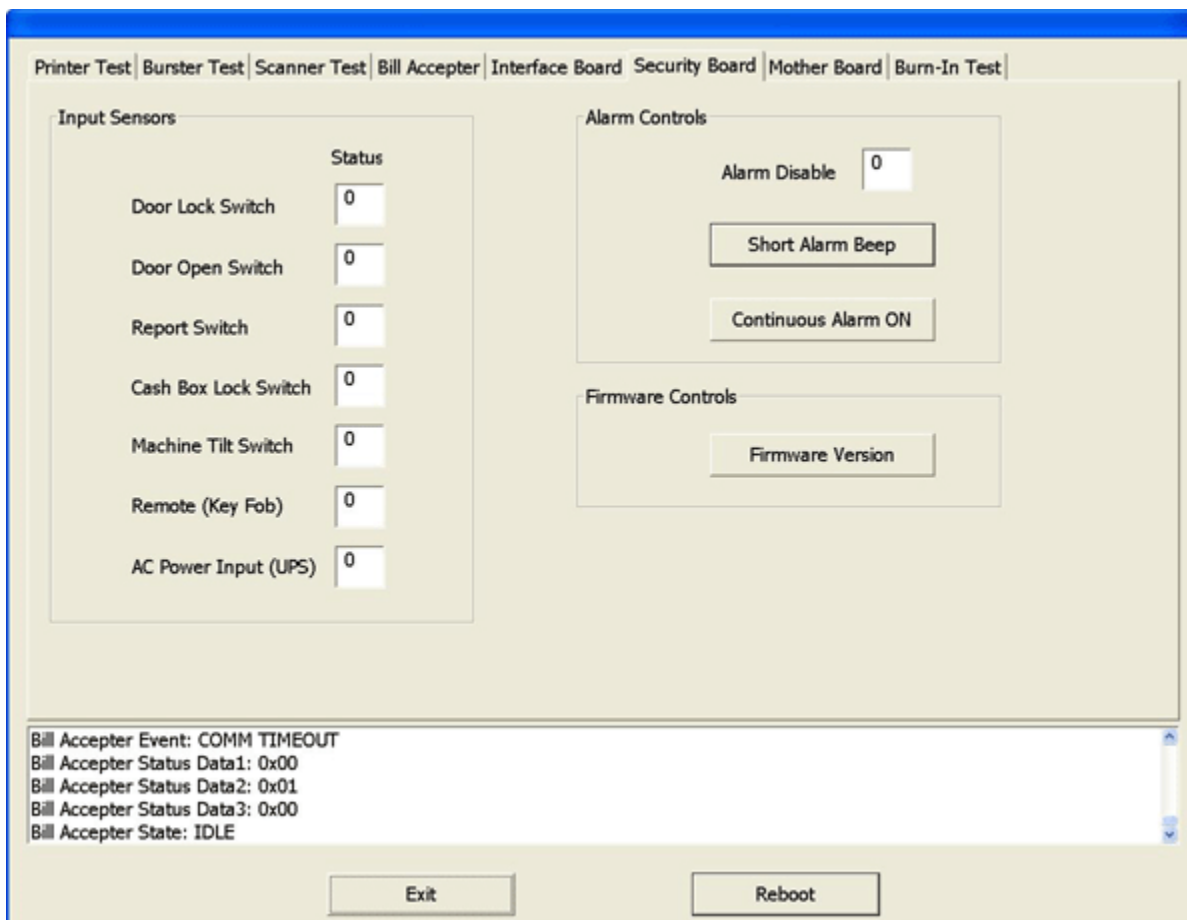 Printer Test Burster Test Scanner Test Bill Accepter Interface Board Security Board Mother Board Burn-In Test
Input Sensors
Status
Door Lock Switch 0
Door Open Switch 0
Report Switch 0
Cash Box Lock Switch 0
Machine Tilt Switch 0
Remote (Key Fob) 0
AC Power Input (UPS) 0
Alarm Controls
Alarm Disable 0
Short Alarm Beep
Continuous Alarm ON
Firmware Controls
Firmware Version
Bill Accepter Event: COMM TIMEOUT
Bill Accepter Status Data1: 0x00
Bill Accepter Status Data2: 0x01
Bill Accepter Status Data3: 0x00
Bill Accepter State: IDLE
Exit Reboot